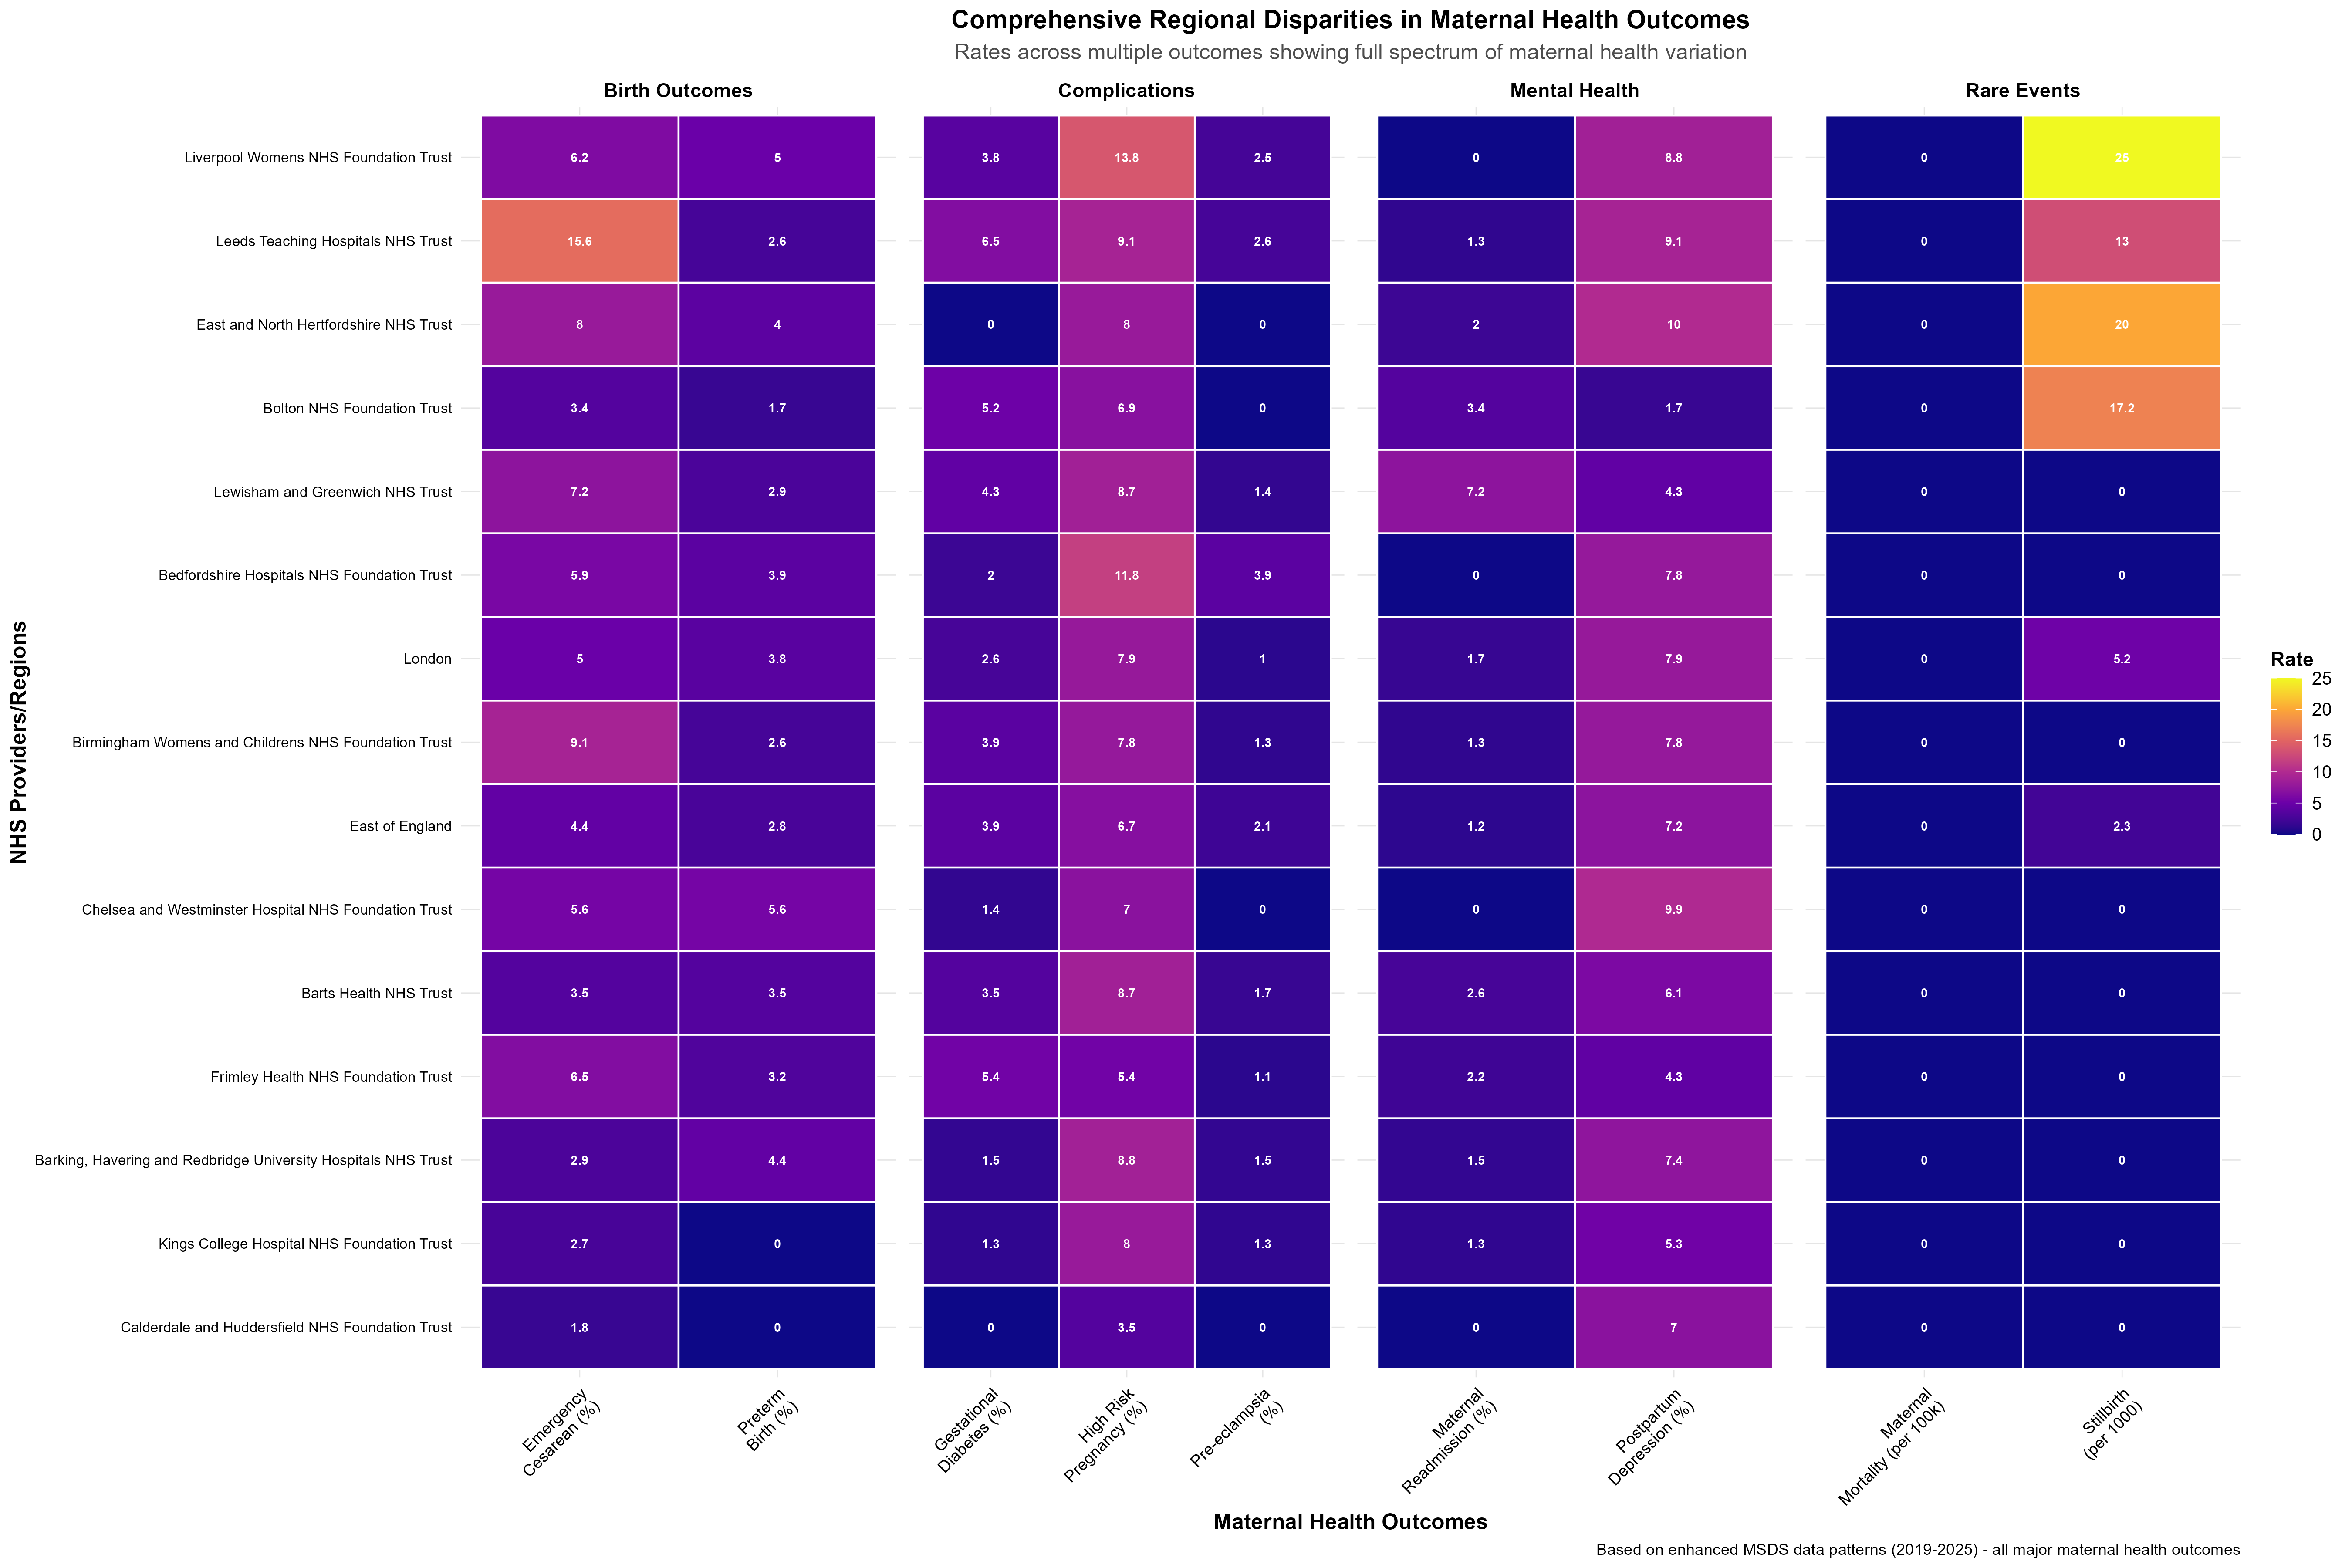 Comprehensive Regional Disparities in Maternal Health Outcomes
Rates across multiple outcomes showing full spectrum of maternal health variation
Birth Outcomes Complications Mental Health Rare Events
Liverpool Womens NHS Foundation Trust 6.2 5 3.8 13.8 2.5 0 8.8 0 25
Leeds Teaching Hospitals NHS Trust 15.6 2.6 6.5 9.1 2.6 1.3 9.1 0 13
East and North Hertfordshire NHS Trust 8 4 0 8 0 2 10 0 20
Bolton NHS Foundation Trust 3.4 1.7 5.2 6.9 0 3.4 1.7 0 17.2
Lewisham and Greenwich NHS Trust 7.2 2.9 4.3 8.7 1.4 7.2 4.3 0 0
Bedfordshire Hospitals NHS Foundation Trust 5.9 3.9 2 11.8 3.9 0 7.8 0 0
London 5 3.8 2.6 7.9 1 1.7 7.9 0 5.2
Birmingham Womens and Childrens NHS Foundation Trust 9.1 2.6 3.9 7.8 1.3 1.3 7.8 0 0
East of England 4.4 2.8 3.9 6.7 2.1 1.2 7.2 0 2.3
Chelsea and Westminster Hospital NHS Foundation Trust 5.6 5.6 1.4 7 0 0 9.9 0 0
Barts Health NHS Trust 3.5 3.5 3.5 8.7 1.7 2.6 6.1 0 0
Frimley Health NHS Foundation Trust 6.5 3.2 5.4 5.4 1.1 2.2 4.3 0 0
Barking, Havering and Redbridge University Hospitals NHS Trust 2.9 4.4 1.5 8.8 1.5 1.5 7.4 0 0
Kings College Hospital NHS Foundation Trust 2.7 0 1.3 8 1.3 1.3 5.3 0 0
Calderdale and Huddersfield NHS Foundation Trust 1.8 0 0 3.5 0 0 7 0 0
NHS Providers/Regions
Emergency
Cesarean (%)
Preterm
Birth (%)
Gestational
Diabetes (%)
High Risk
Pregnancy (%)
Pre-eclampsia
(%)
Maternal
Readmission (%)
Postpartum
Depression (%)
Maternal
Mortality (per 100k)
Stillbirth
(per 1000)
Maternal Health Outcomes
Rate
25
20
15
10
5
0
Based on enhanced MSDS data patterns (2019-2025) - all major maternal health outcomes